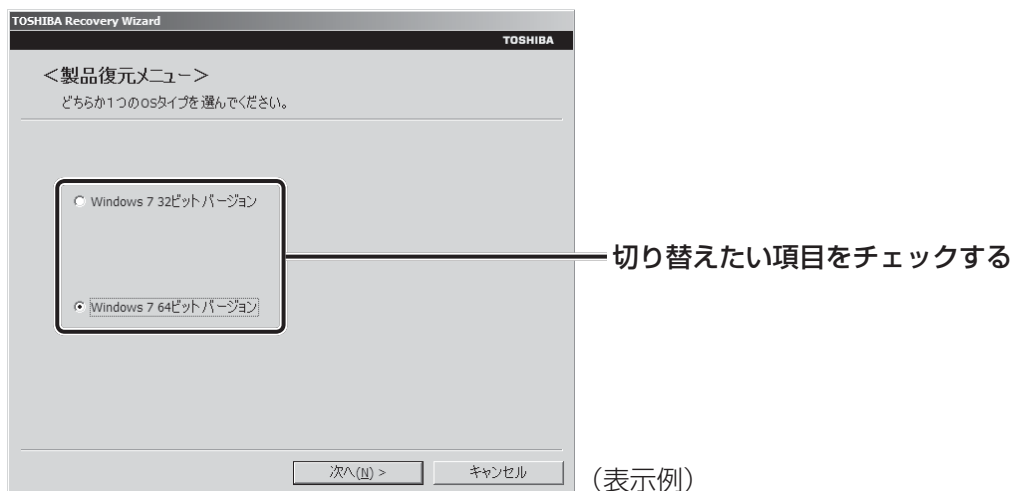 TOSHIBA Recovery Wizard
TOSHIBA
＜製品復元メニュー＞
どちらか1つのOSタイプを選んでください。
Windows 7 32ビットバージョン
切り替えたい項目をチェックする
Windows 7 64ビットバージョン
次へ(N) >
キャンセル
（表示例）